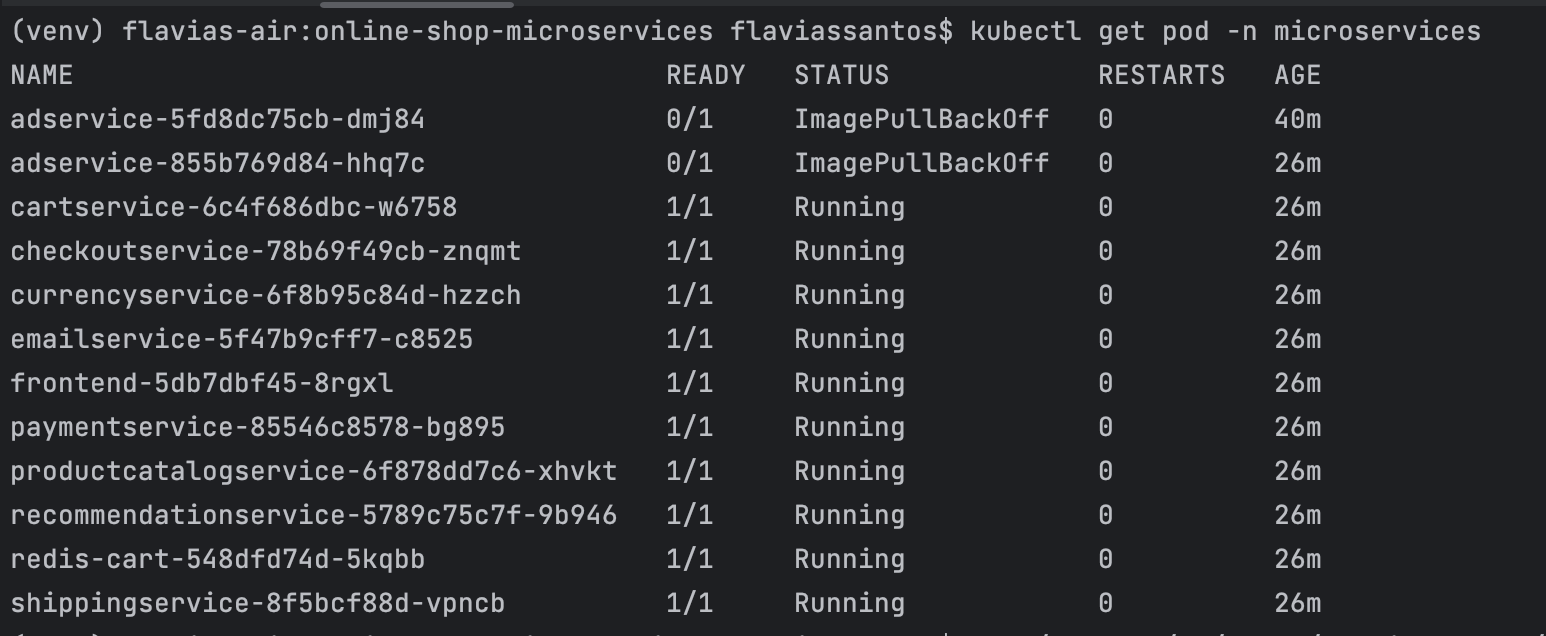 (venv) flavias-air:online-shop-microservices flaviassantos$ kubectl get pod -n microservices
NAME READY STATUS RESTARTS AGE
adservice-5fd8dc75cb-dmj84 0/1 ImagePullBackOff 0 40m
adservice-855b769d84-hhq7c 0/1 ImagePullBackOff 0 26m
cartservice-6c4f686dbc-w6758 1/1 Running 0 26m
checkoutservice-78b69f49cb-znqmt 1/1 Running 0 26m
currencyservice-6f8b95c84d-hzzch 1/1 Running 0 26m
emailservice-5f47b9cff7-c8525 1/1 Running 0 26m
frontend-5db7dbf45-8rgxl 1/1 Running 0 26m
paymentservice-85546c8578-bg895 1/1 Running 0 26m
productcatalogservice-6f878dd7c6-xhvkt 1/1 Running 0 26m
recommendationservice-5789c75c7f-9b946 1/1 Running 0 26m
redis-cart-548dfd74d-5kqbb 1/1 Running 0 26m
shippingservice-8f5bcf88d-vpncb 1/1 Running 0 26m